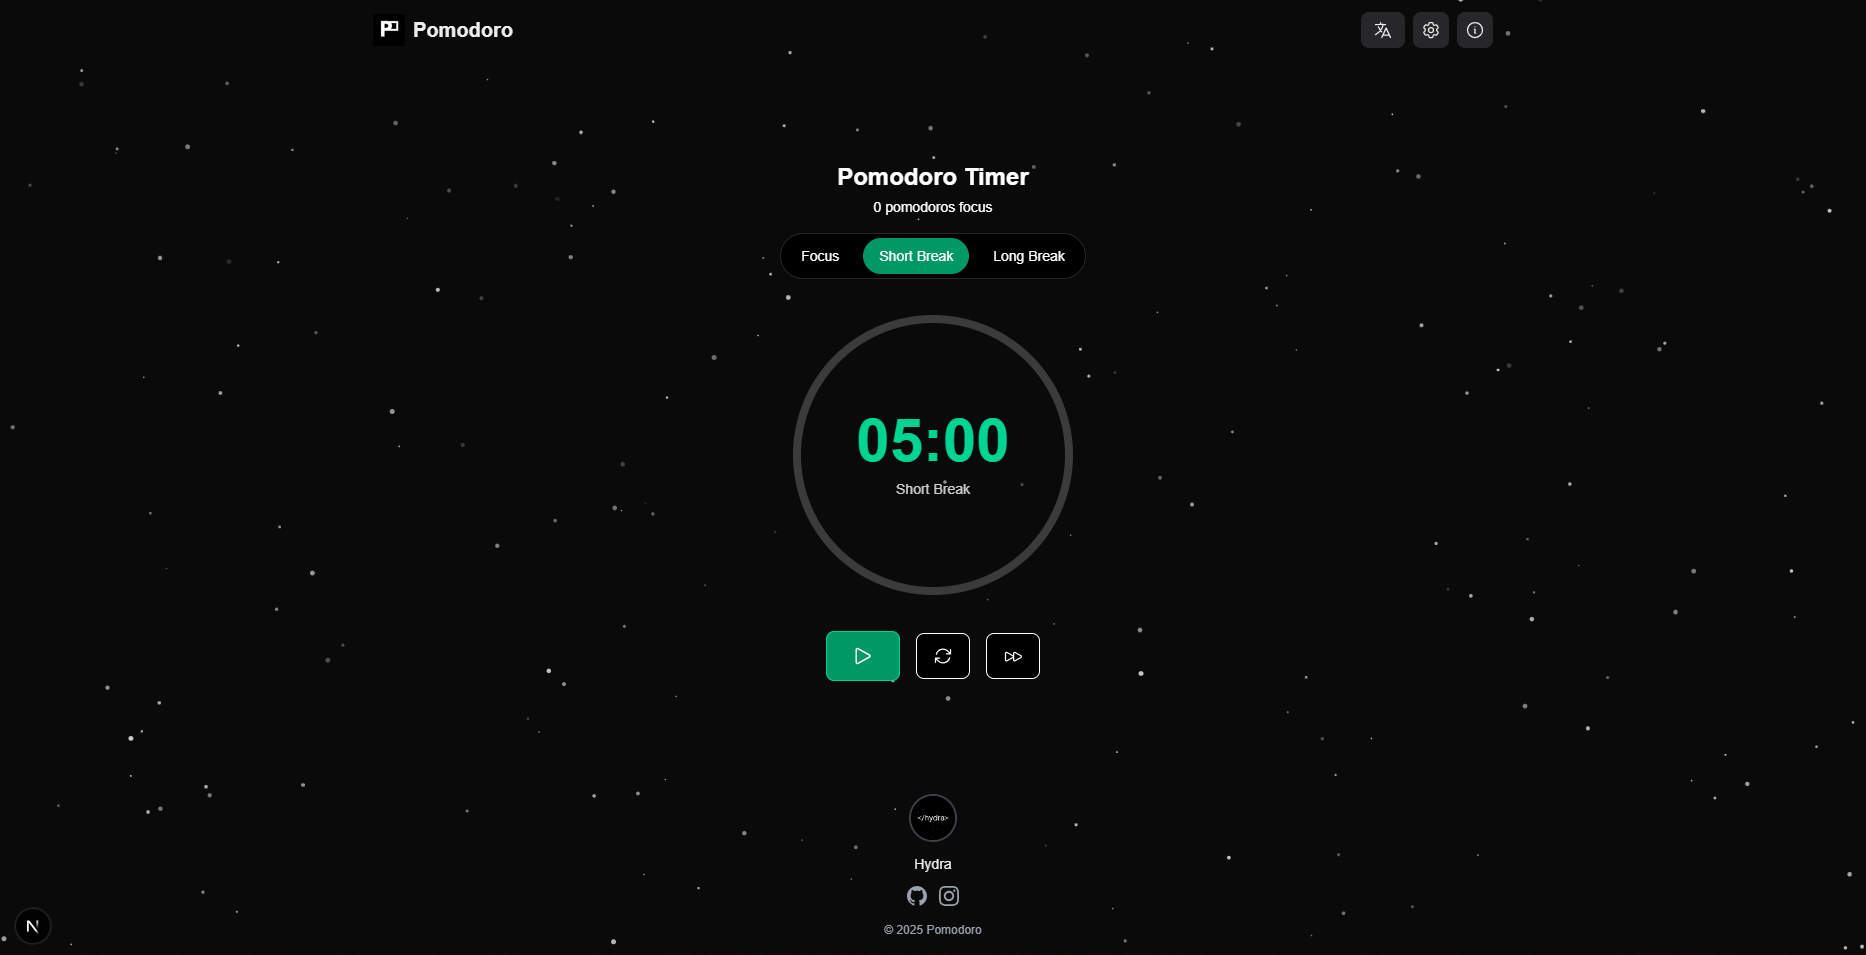 Pomodoro
Pomodoro Timer
0 pomodoros focus
Focus
Short Break
Long Break
05:00
Short Break
</hydra>
Hydra
© 2025 Pomodoro